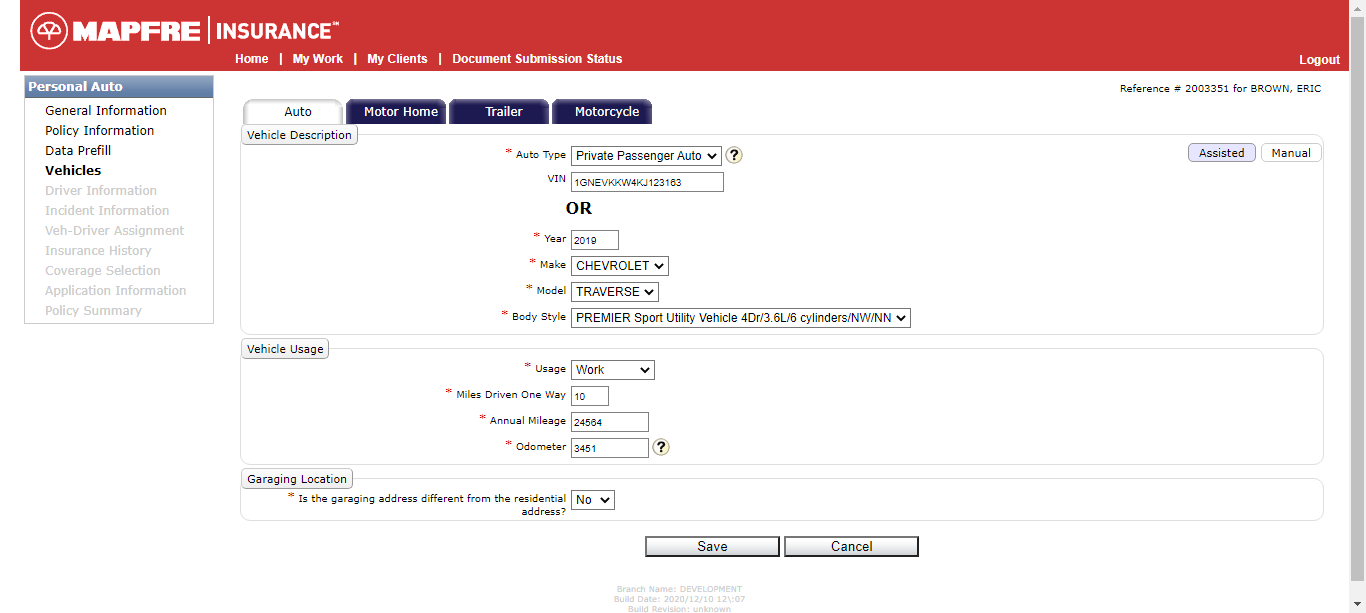 MAPFRE | INSURANCE℠
Home | My Work | My Clients | Document Submission Status
Logout
Personal Auto
General Information
Policy Information
Data Prefill
Vehicles
Driver Information
Incident Information
Veh-Driver Assignment
Insurance History
Coverage Selection
Application Information
Policy Summary
Reference # 2003351 for BROWN, ERIC
Auto Motor Home Trailer Motorcycle
Vehicle Description
* Auto Type Private Passenger Auto ?
Assisted Manual
VIN 1GNEVKKW4KJ123163
OR
* Year 2019
* Make CHEVROLET
* Model TRAVERSE
* Body Style PREMIER Sport Utility Vehicle 4Dr/3.6L/6 cylinders/NW/NN
Vehicle Usage
* Usage Work
* Miles Driven One Way 10
* Annual Mileage 24564
* Odometer 3451 ?
Garaging Location
* Is the garaging address different from the residential
address? No
Save Cancel
Branch Name: DEVELOPMENT
Build Date: 2020/12/10 12\:07
Build Revision: unknown